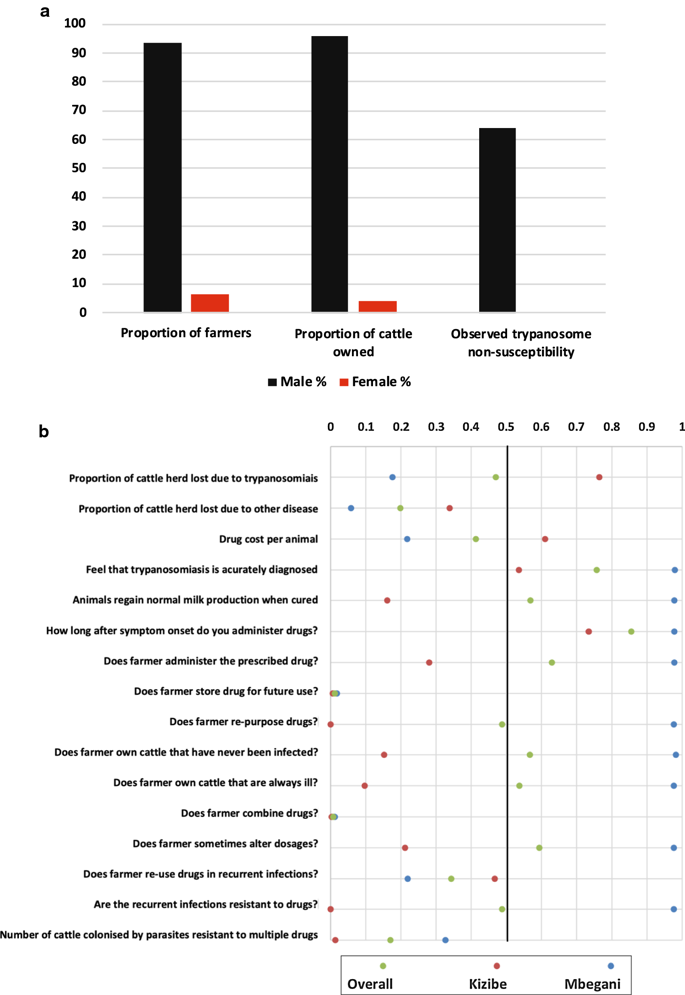 a
100
90
80
70
60
50
40
30
20
10
0
Proportion of farmers
Proportion of cattle
owned
Observed trypanosome
non-susceptibility
Male %
Female %
b
0 0.1 0.2 0.3 0.4 0.5 0.6 0.7 0.8 0.9 1
Proportion of cattle herd lost due to trypanosomiais
Proportion of cattle herd lost due to other disease
Drug cost per animal
Feel that trypanosomiasis is acurately diagnosed
Animals regain normal milk production when cured
How long after symptom onset do you administer drugs?
Does farmer administer the prescribed drug?
Does farmer store drug for future use?
Does farmer re-purpose drugs?
Does farmer own cattle that have never been infected?
Does farmer own cattle that are always ill?
Does farmer combine drugs?
Does farmer sometimes alter dosages?
Does farmer re-use drugs in recurrent infections?
Are the recurrent infections resistant to drugs?
Number of cattle colonised by parasites resistant to multiple drugs
Overall Kizibe Mbegani